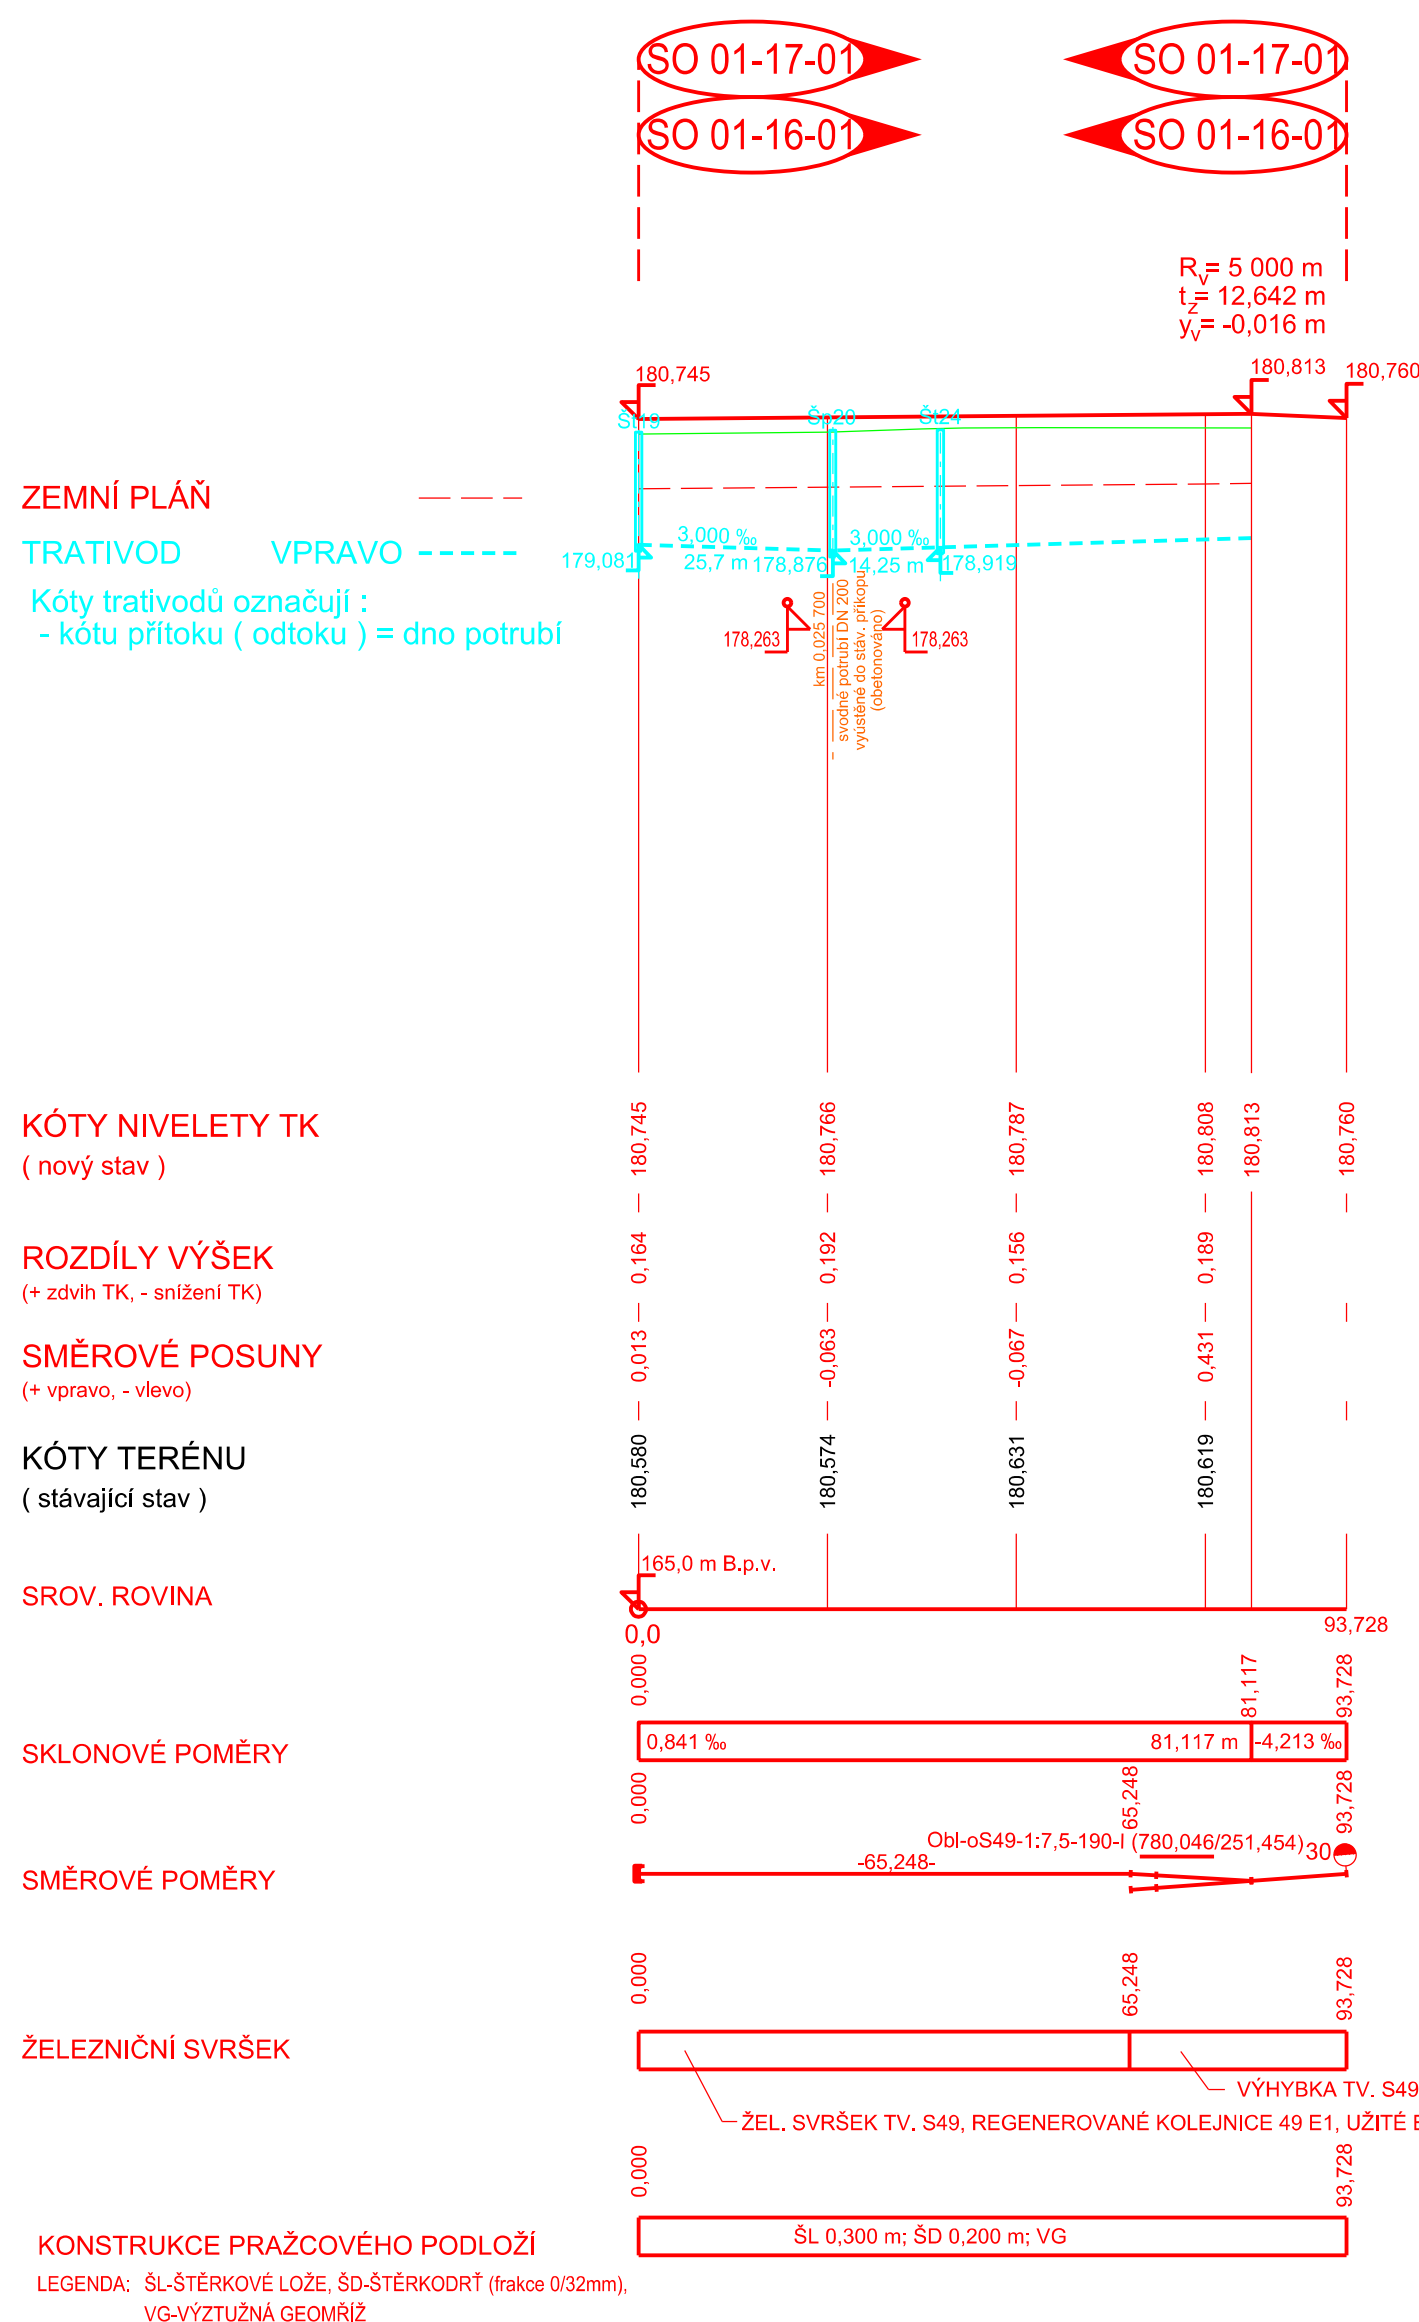 SO 01-17-01
SO 01-17-01
SO 01-16-01
SO 01-16-01
Rv= 5 000 m
tz= 12,642 m
yv= -0,016 m
180,745
180,813
180,760
Št19
Šp20
Št24
ZEMNÍ PLÁŇ
TRATIVOD VPRAVO
179,081
3,000 ‰
25,7 m
178,876
3,000 ‰
14,25 m
178,919
Kóty trativodů označují :
- kótu přítoku ( odtoku ) = dno potrubí
178,263
178,263
km 0,025 700
svodné potrubí DN 200
vyústěné do stáv. příkopu
(obetonováno)
KÓTY NIVELETY TK
( nový stav )
180,745
180,766
180,787
180,808
180,813
180,760
ROZDÍLY VÝŠEK
(+ zdvih TK, - snížení TK)
0,164
0,192
0,156
0,189
SMĚROVÉ POSUNY
(+ vpravo, - vlevo)
0,013
-0,063
-0,067
0,431
KÓTY TERÉNU
( stávající stav )
180,580
180,574
180,631
180,619
SROV. ROVINA
165,0 m B.p.v.
0,0
93,728
0,000
81,117
93,728
SKLONOVÉ POMĚRY
0,841 ‰
81,117 m
-4,213 ‰
0,000
65,248
93,728
SMĚROVÉ POMĚRY
-65,248-
Obl-oS49-1:7,5-190-I (780,046/251,454)
30
0,000
65,248
93,728
ŽELEZNIČNÍ SVRŠEK
VÝHYBKA TV. S49
ŽEL. SVRŠEK TV. S49, REGENEROVANÉ KOLEJNICE 49 E1, UŽITÉ
0,000
93,728
KONSTRUKCE PRAŽCOVÉHO PODLOŽÍ
ŠL 0,300 m; ŠD 0,200 m; VG
LEGENDA: ŠL-ŠTĚRKOVÉ LOŽE, ŠD-ŠTĚRKODRŤ (frakce 0/32mm),
VG-VÝZTUŽNÁ GEOMŘÍŽ